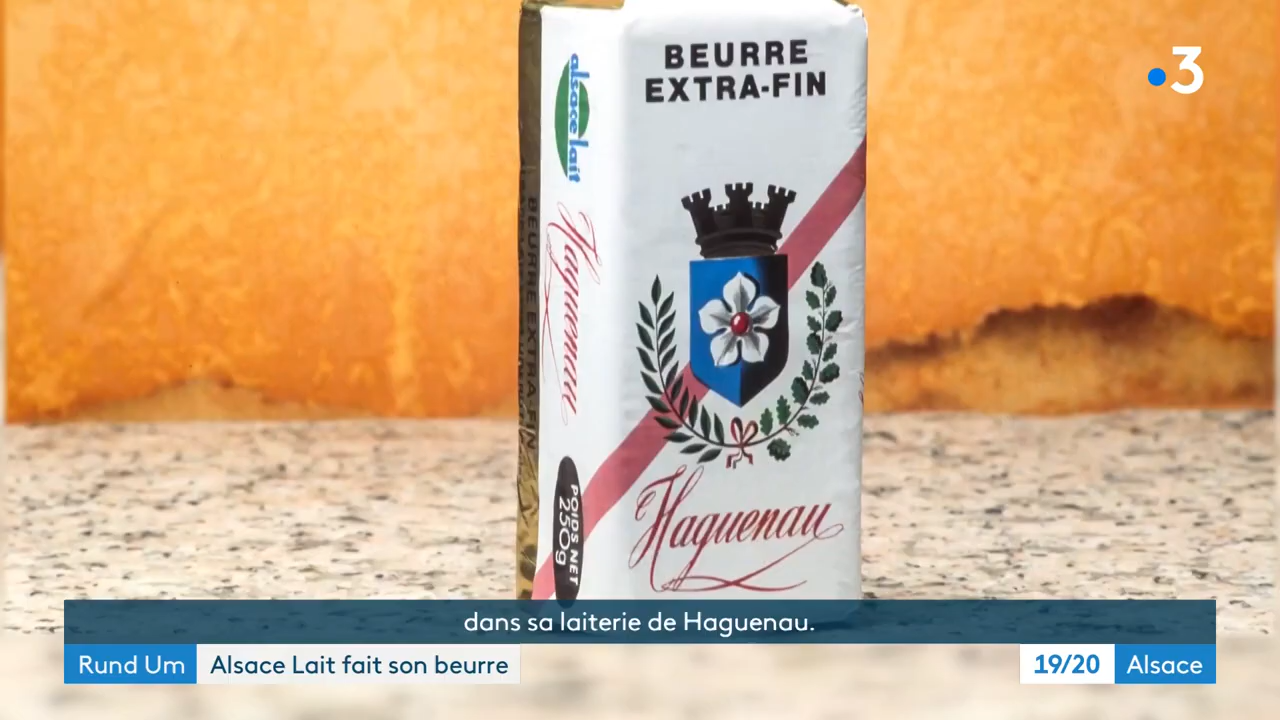 BEURRE
EXTRA-FIN
3
alsace lait
Haguenau
BEURRE EXTRA-FIN
POIDS NET
250g
Haguenau
dans sa laiterie de Haguenau.
Rund Um
Alsace Lait fait son beurre
19/20
Alsace